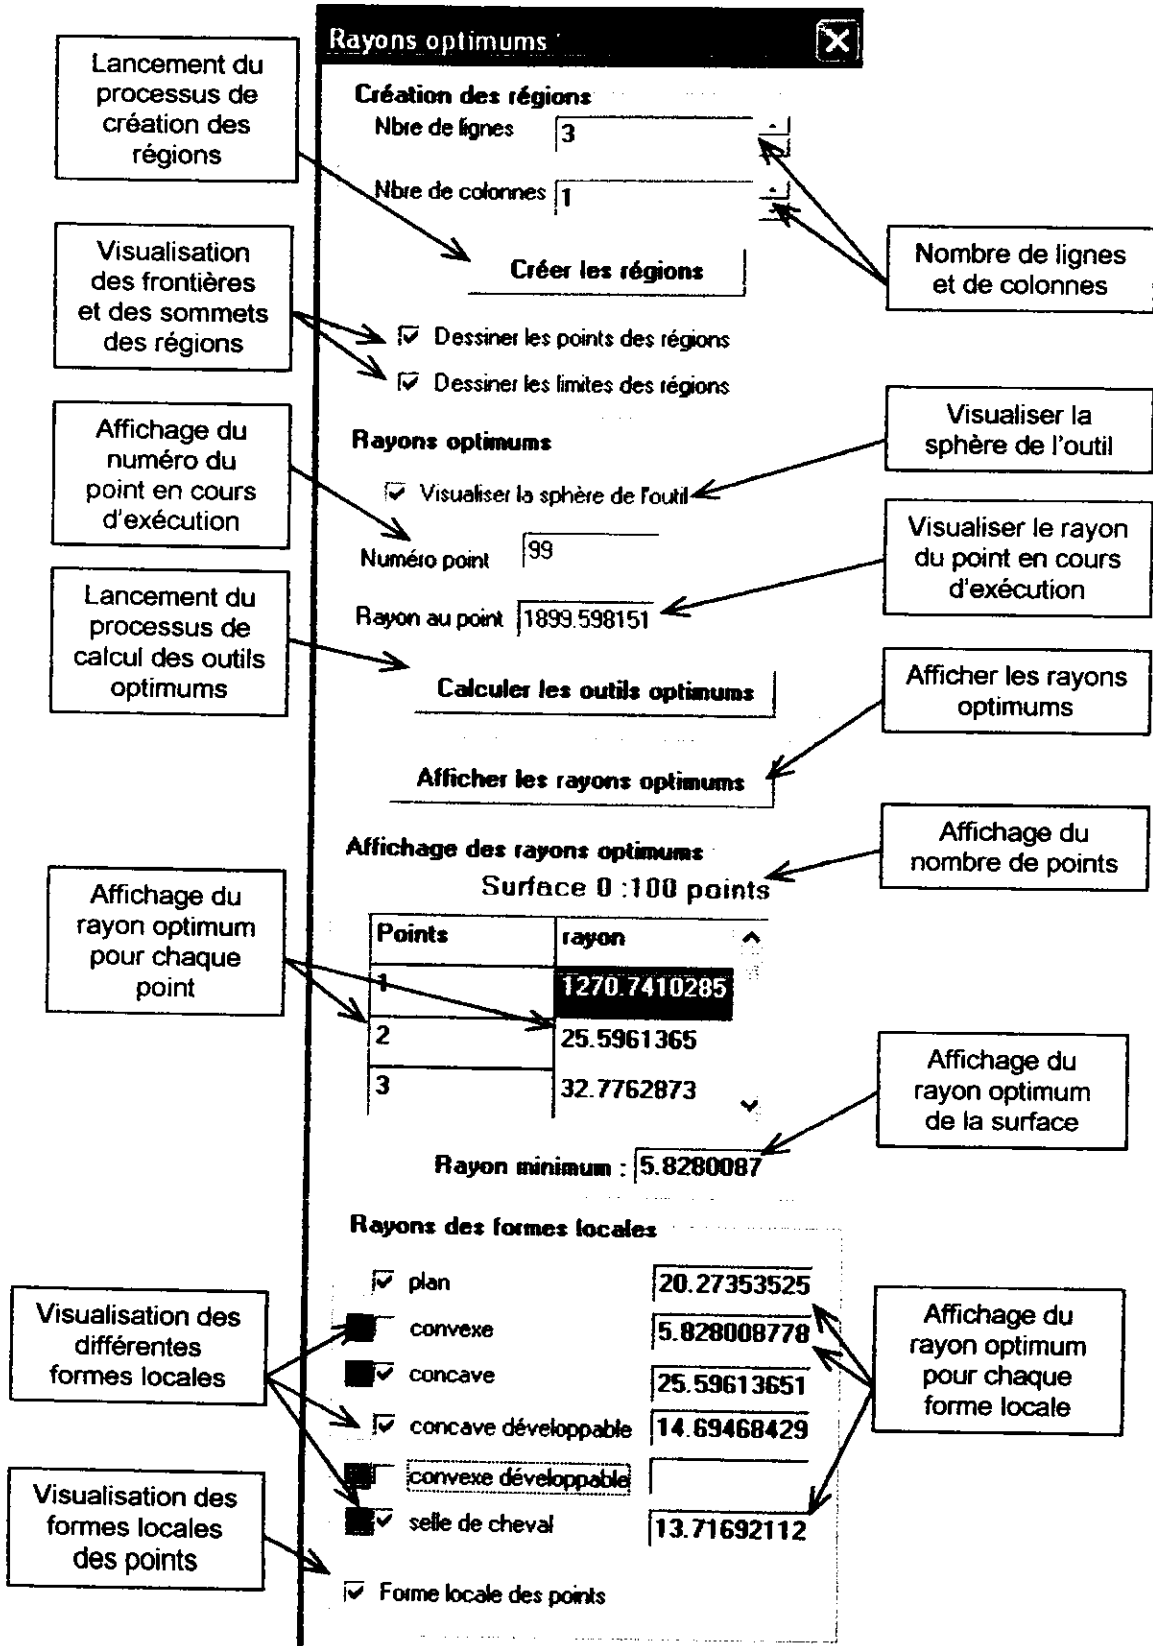 Rayons optimums
Lancement du
processus de
création des
régions
Création des régions
Nbre de lignes
3
Nbre de colonnes
1
Nombre de lignes
et de colonnes
Créer les régions
Visualisation
des frontières
et des sommets
des régions
Dessiner les points des régions
Dessiner les limites des régions
Affichage du
numéro du
point en cours
d'exécution
Rayons optimums
Visualiser la
sphère de l'outil
Visualiser la sphère de l'outil
Numéro point
99
Visualiser le rayon
du point en cours
d'exécution
Rayon au point
1899.598151
Lancement du
processus de
calcul des outils
optimums
Calculer les outils optimums
Afficher les rayons
optimums
Afficher les rayons optimums
Affichage des rayons optimums
Affichage du
nombre de points
Surface 0 :100 points
Affichage du
rayon optimum
pour chaque
point
Points rayon
1 1270.7410285
2 25.5961365
3 32.7762873
Affichage du
rayon optimum
de la surface
Rayon minimum : 5.8280087
Rayons des formes locales
plan 20.27353525
convexe 5.828008778
concave 25.59613651
concave développable 14.69468429
convexe développable
selle de cheval 13.71692112
Visualisation des
différentes
formes locales
Affichage du
rayon optimum
pour chaque
forme locale
Visualisation des
formes locales
des points
Forme locale des points